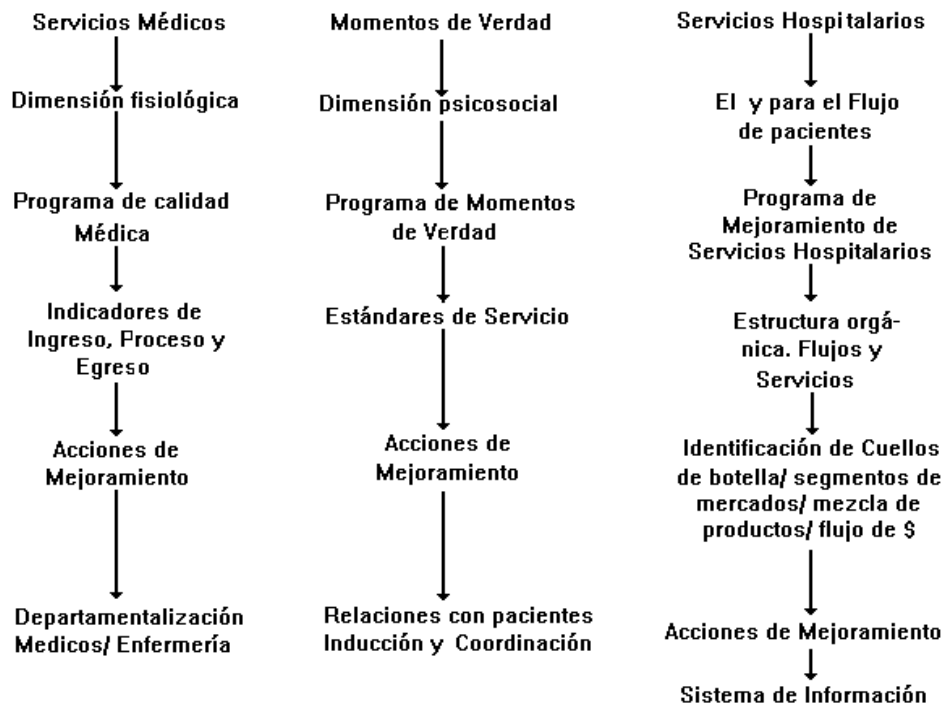 Servicios Médicos
Dimensión fisiológica
Programa de calidad
Médica
Indicadores de
Ingreso, Proceso y
Egreso
Acciones de
Mejoramiento
Departamentalización
Medicos/ Enfermería
Momentos de Verdad
Dimensión psicosocial
Programa de Momentos
de Verdad
Estándares de Servicio
Acciones de
Mejoramiento
Relaciones con pacientes
Inducción y Coordinación
Servicios Hospitalarios
El y para el Flujo
de pacientes
Programa de
Mejoramiento de
Servicios Hospitalarios
Estructura orgá-
nica. Flujos y
Servicios
Identificación de Cuellos
de botella/ segmentos de
mercados/ mezcla de
productos/ flujo de $
Acciones de Mejoramiento
Sistema de Información